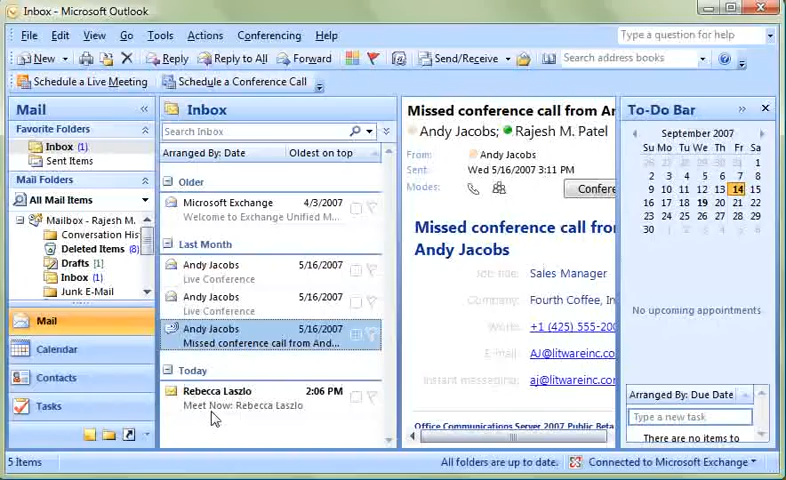 Inbox - Microsoft Outlook
File Edit View Go Tools Actions Conferencing Help
Type a question for help
New Reply Reply to All Forward Send/Receive Search address books
Schedule a Live Meeting Schedule a Conference Call
Mail
Favorite Folders
Inbox (1)
Sent Items
Mail Folders
All Mail Items
Mailbox - Rajesh M.
Conversation His
Deleted Items (8)
Drafts [1]
Inbox (1)
Junk E-Mail
Mail
Calendar
Contacts
Tasks
Inbox
Search Inbox
Arranged By: Date Oldest on top
Older
Microsoft Exchange 4/3/2007
Welcome to Exchange Unified M...
Last Month
Andy Jacobs 5/16/2007
Live Conference
Andy Jacobs 5/16/2007
Live Conference
Andy Jacobs 5/16/2007
Missed conference call from And...
Today
Rebecca Laszlo 2:06 PM
Meet Now: Rebecca Laszlo
Missed conference call from Ar
Andy Jacobs; Rajesh M. Patel
From: Andy Jacobs
Sent: Wed 5/16/2007 3:11 PM
Modes: Confere
Missed conference call fro
Andy Jacobs
Job Title: Sales Manager
Company: Fourth Coffee, In
Work: +1 (425) 555-200
E-mail: AJ@litwareinc.co
Instant messaging: aj@litwareinc.com
Office Communications Server 2007 Public Beta
To-Do Bar
September 2007
Su Mo Tu We Th Fr Sa
26 27 28 29 30 31 1
2 3 4 5 6 7 8
9 10 11 12 13 14 15
16 17 18 19 20 21 22
23 24 25 26 27 28 29
30 1 2 3 4 5 6
No upcoming appointments
Arranged By: Due Date
Type a new task
There are no items to
5 Items All folders are up to date. Connected to Microsoft Exchange